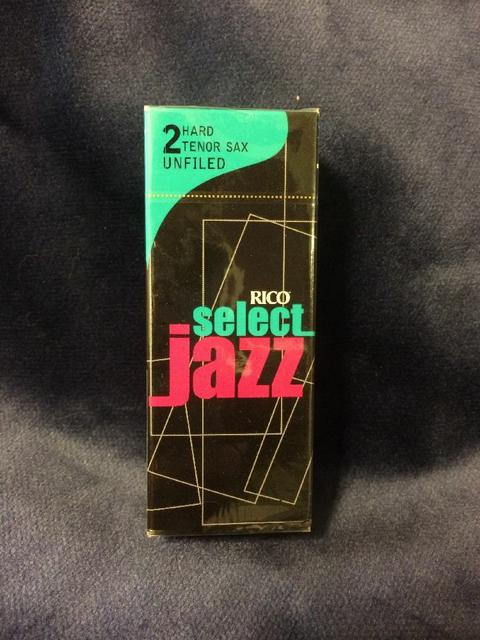 2 HARD
TENOR SAX
UNFILED
RICO
select
jazz